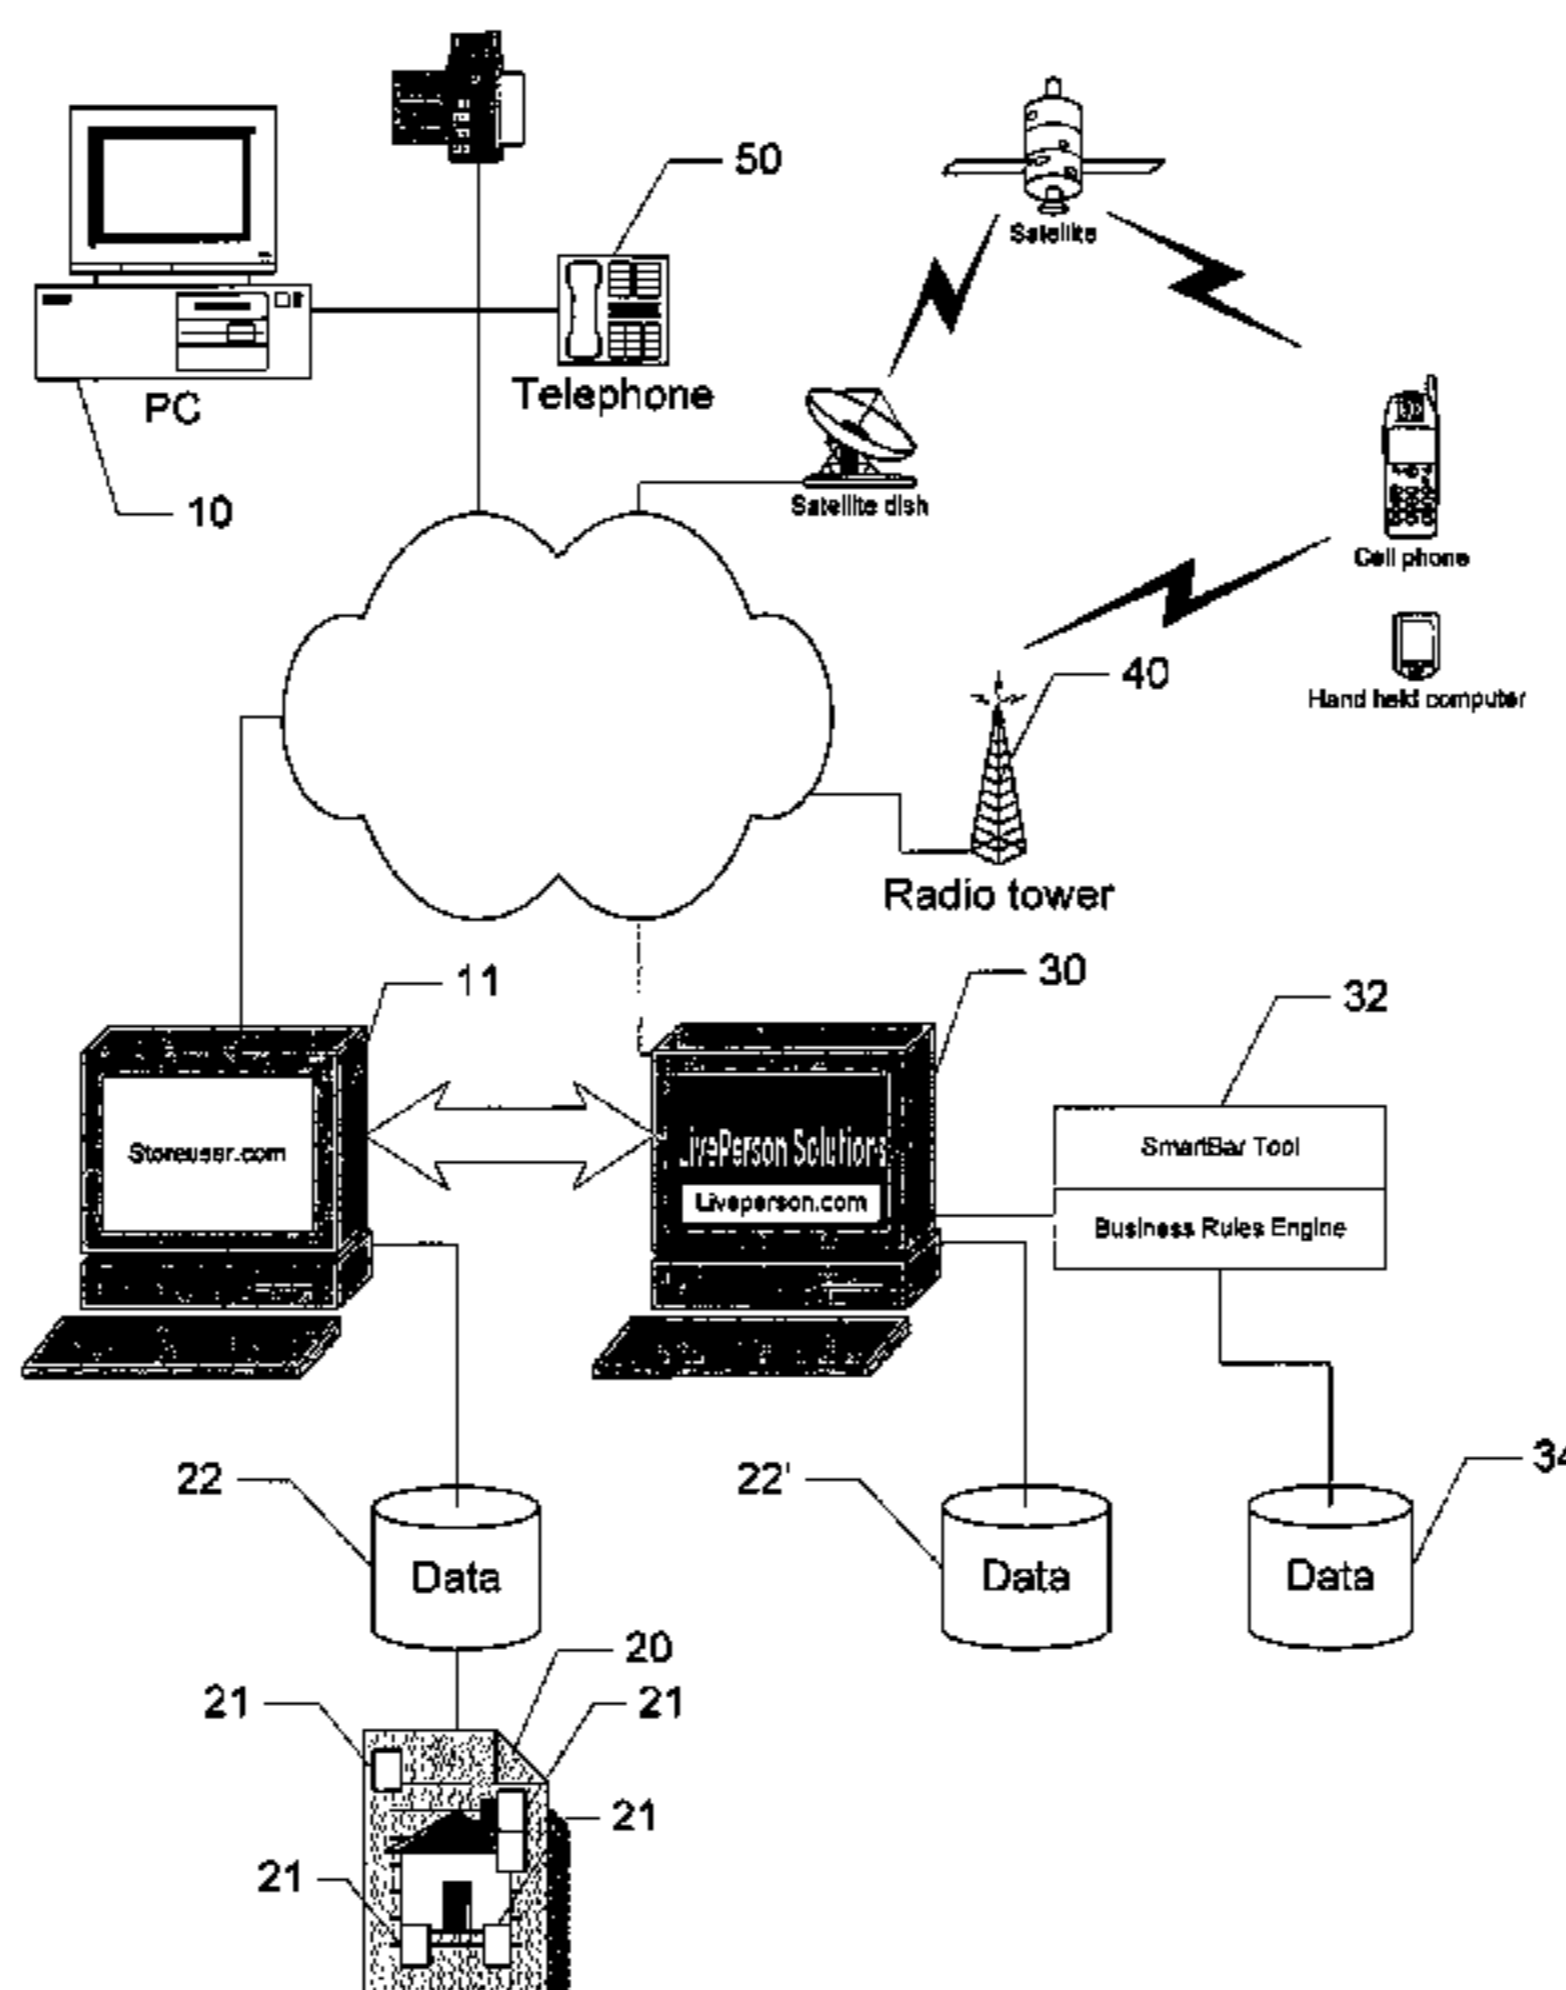 50
Satellite
PC
Telephone
10
Satellite dish
Cell phone
40
Hand held computer
Radio tower
11
30
32
Storeuser.com
LivePerson Solutions
Liveperson.com
SmartBar Tool
Business Rules Engine
22
22'
34
Data
Data
Data
20
21
21
21
21